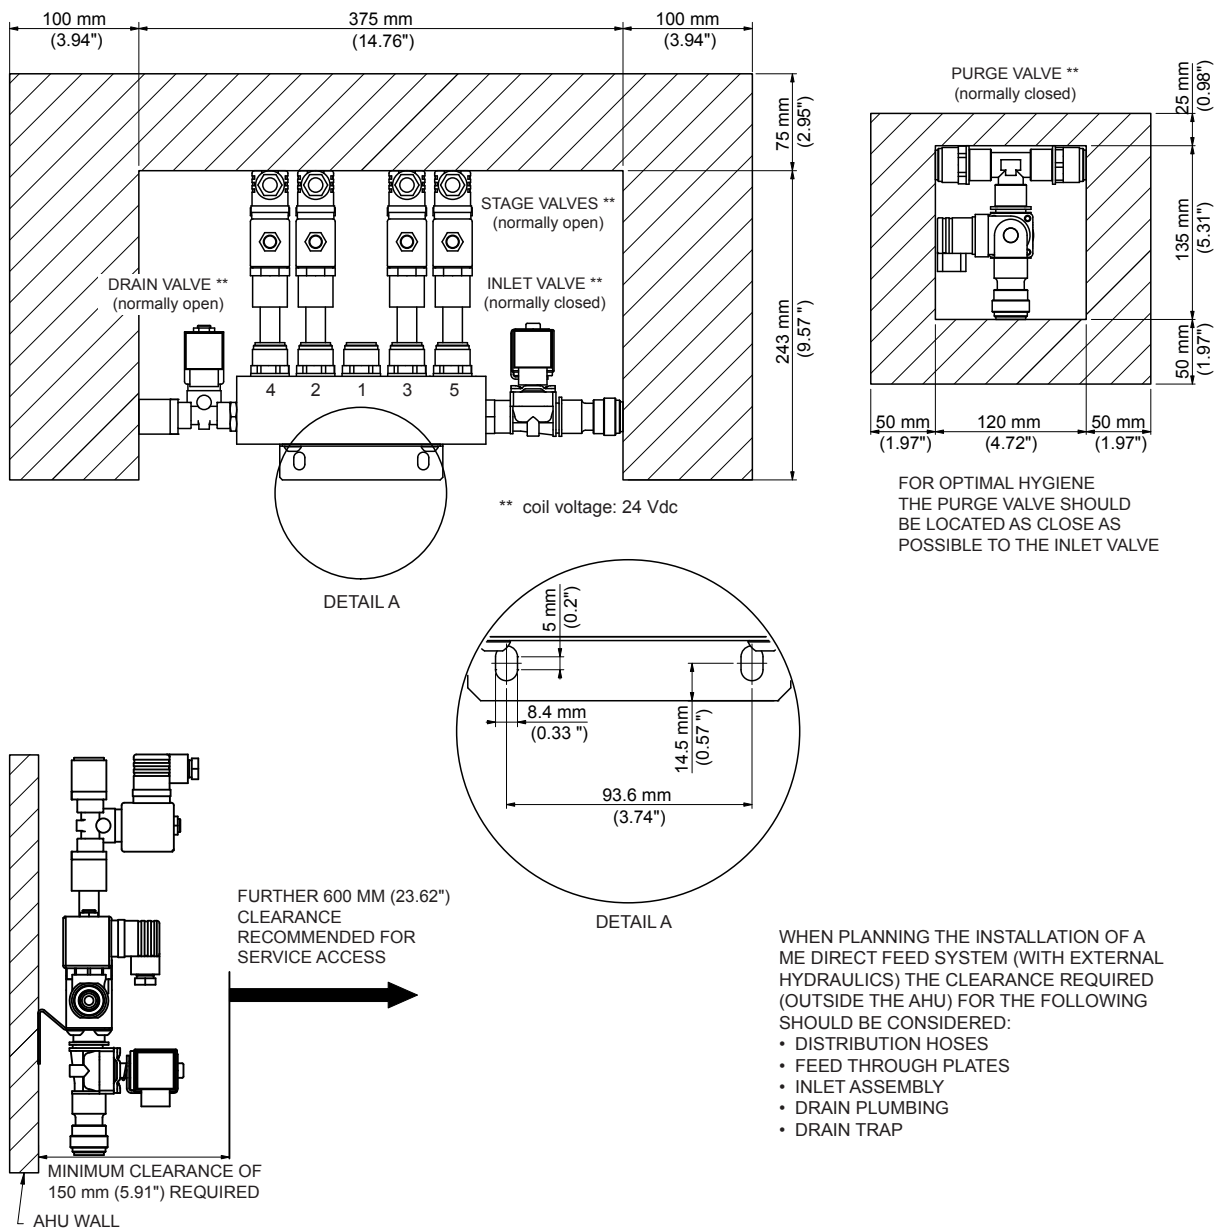 100 mm
(3.94")
375 mm
(14.76")
100 mm
(3.94")
75 mm
(2.95")
243 mm
(9.57")
STAGE VALVES **
(normally open)
DRAIN VALVE **
(normally open)
INLET VALVE **
(normally closed)
4 2 1 3 5
** coil voltage: 24 Vdc
DETAIL A
PURGE VALVE **
(normally closed)
25 mm
(0.98")
135 mm
(5.31")
50 mm
(1.97")
50 mm
(1.97")
120 mm
(4.72")
50 mm
(1.97")
FOR OPTIMAL HYGIENE
THE PURGE VALVE SHOULD
BE LOCATED AS CLOSE AS
POSSIBLE TO THE INLET VALVE
5 mm
(0.2")
8.4 mm
(0.33 ")
14.5 mm
(0.57 ")
93.6 mm
(3.74")
DETAIL A
FURTHER 600 MM (23.62")
CLEARANCE
RECOMMENDED FOR
SERVICE ACCESS
MINIMUM CLEARANCE OF
150 mm (5.91") REQUIRED
AHU WALL
WHEN PLANNING THE INSTALLATION OF A
ME DIRECT FEED SYSTEM (WITH EXTERNAL
HYDRAULICS) THE CLEARANCE REQUIRED
(OUTSIDE THE AHU) FOR THE FOLLOWING
SHOULD BE CONSIDERED:
• DISTRIBUTION HOSES
• FEED THROUGH PLATES
• INLET ASSEMBLY
• DRAIN PLUMBING
• DRAIN TRAP